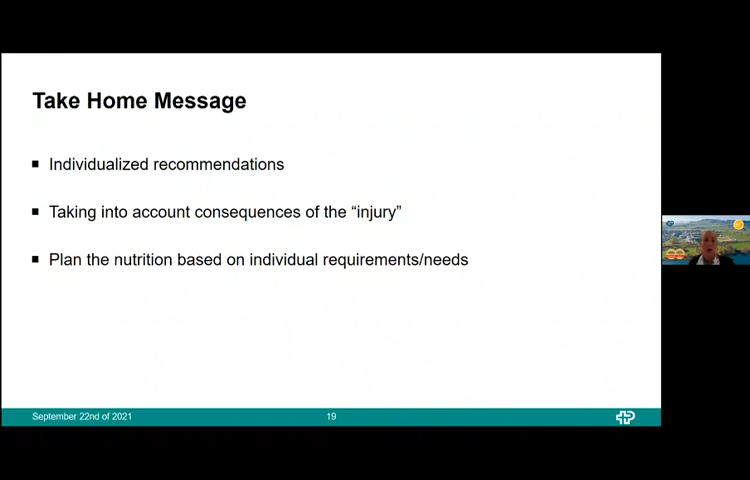 Take Home Message
Individualized recommendations
Taking into account consequences of the “injury”
Plan the nutrition based on individual requirements/needs
September 22nd of 2021
19